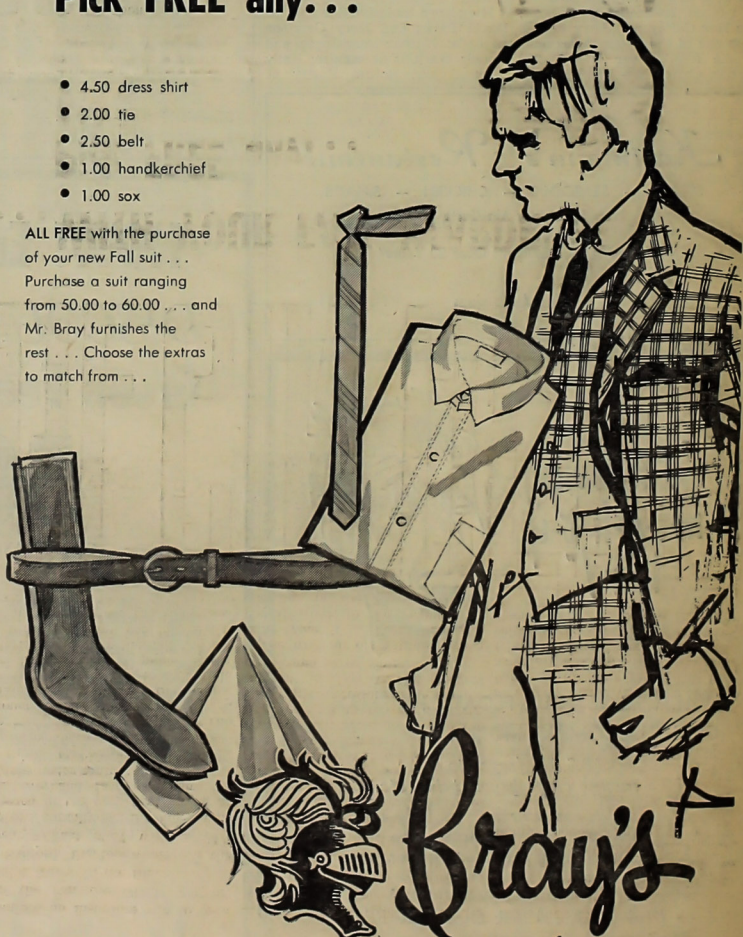 Pick FREE any...
• 4.50 dress shirt
• 2.00 tie
• 2.50 belt
• 1.00 handkerchief
• 1.00 sox
ALL FREE with the purchase
of your new Fall suit . . .
Purchase a suit ranging
from 50.00 to 60.00 . . . and
Mr. Bray furnishes the
rest . . . Choose the extras
to match from . . .
Bray's